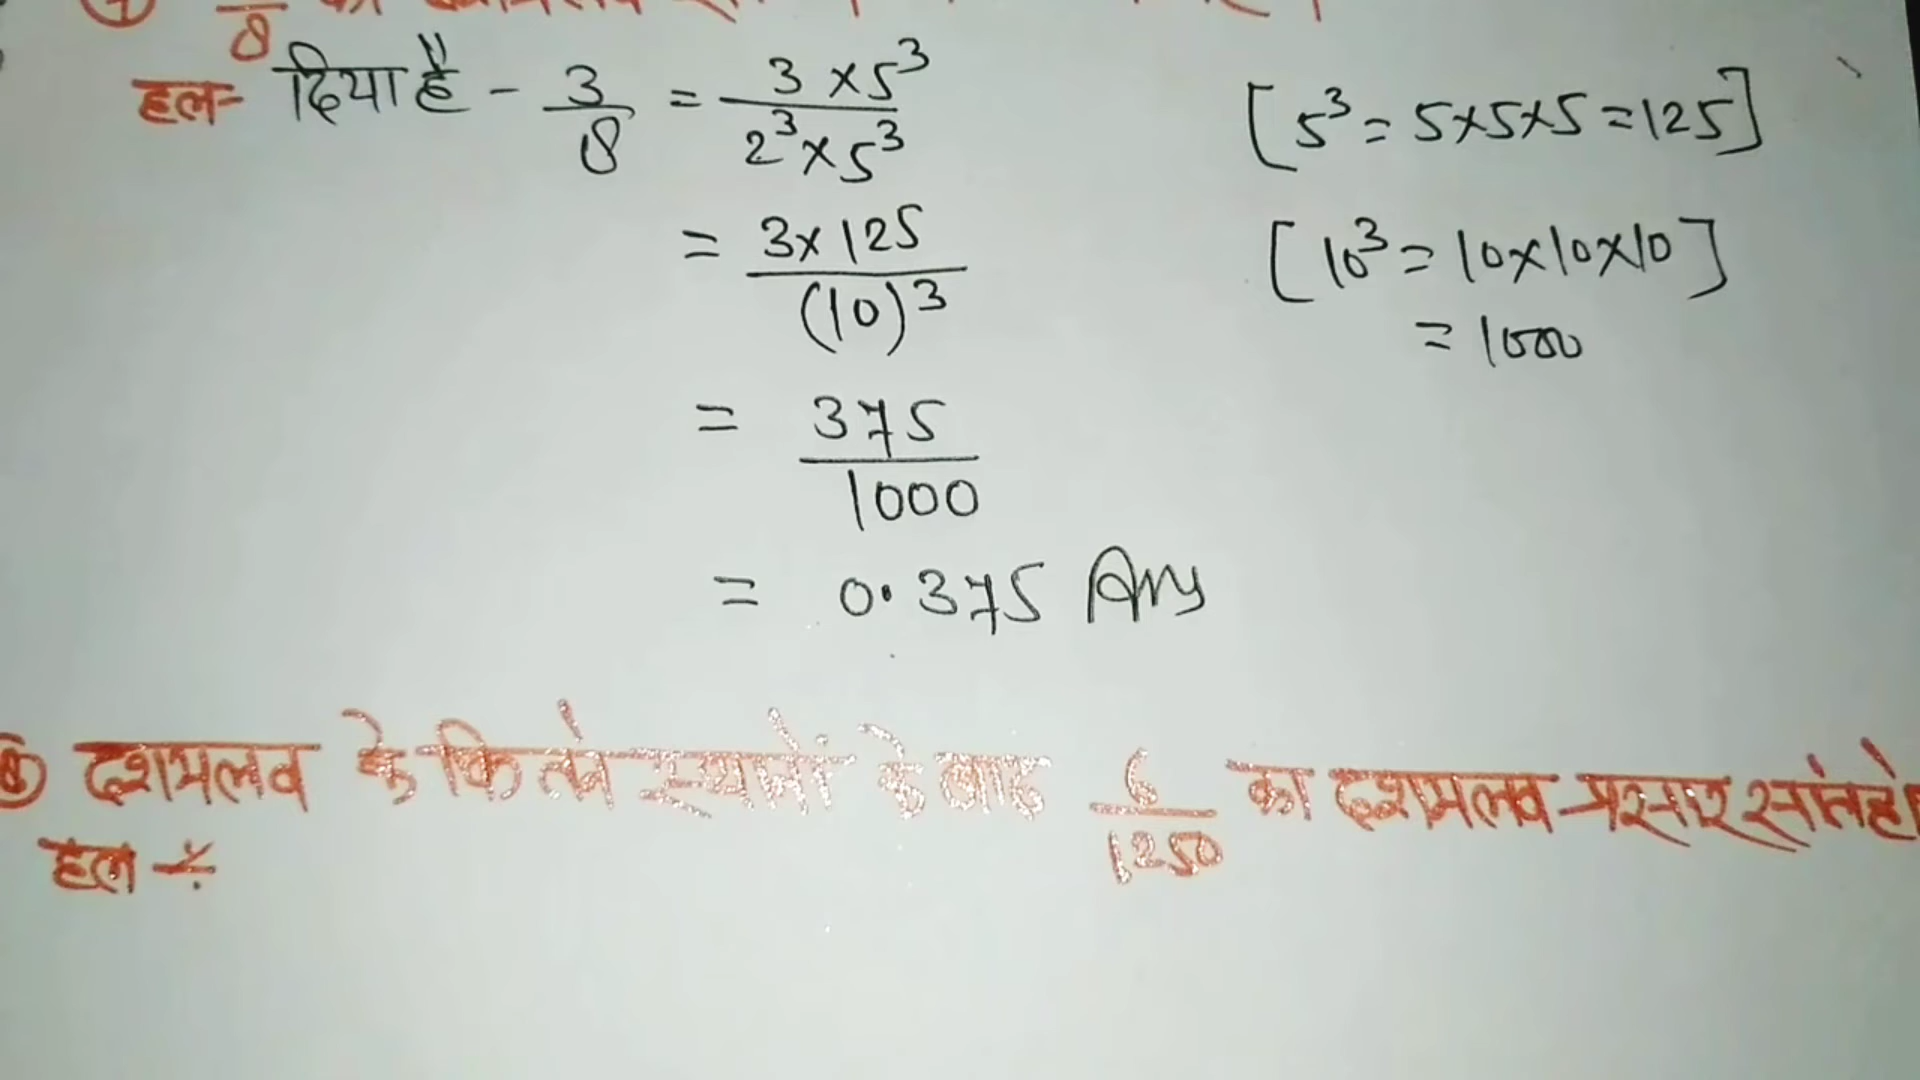 8
हल- दिया है - 3/8 = 3×5³/2³×5³ [5³ = 5×5×5 = 125]
= 3×125/(10)³ [10³ = 10×10×10]
= 1000
= 375/1000
= 0.375 Ans
दशमलव के कितने स्थानों के बाद 6/1250 का दशमलव प्रसार सांत हो
हल -